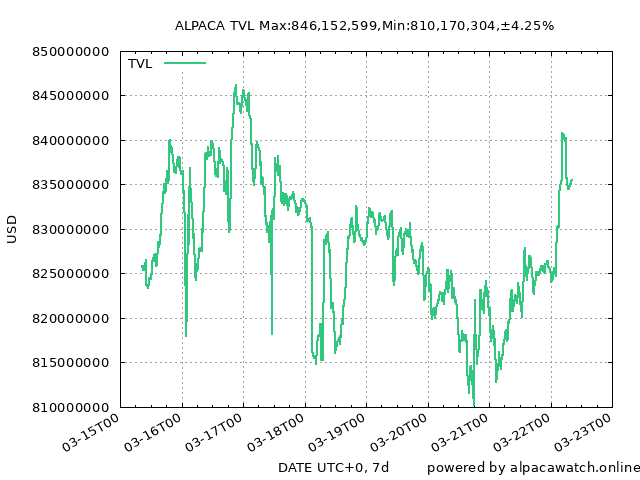 ALPACA TVL Max:846,152,599,Min:810,170,304,±4.25%
TVL
850000000
845000000
840000000
835000000
830000000
825000000
820000000
815000000
810000000
USD
03-15T00
03-16T00
03-17T00
03-18T00
03-19T00
03-20T00
03-21T00
03-22T00
03-23T00
DATE UTC+0, 7d
powered by alpacawatch.online